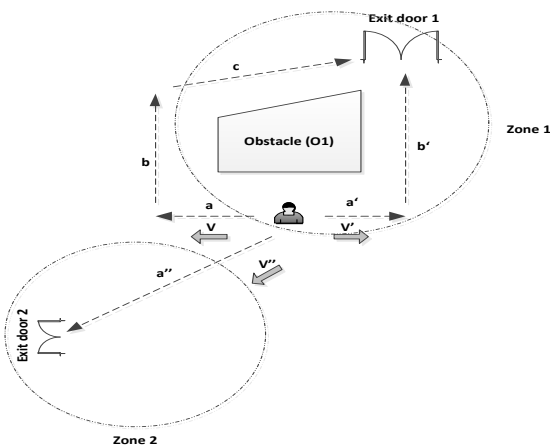 Exit door 1
c
Zone 1
Obstacle (O1)
b
b‘
a
a‘
V
V’
a’’
V’’
Exit door 2
Zone 2